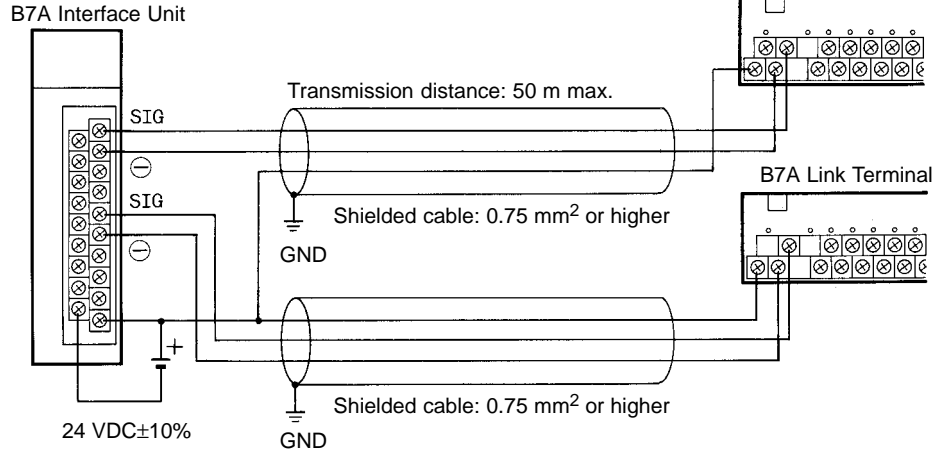 B7A Interface Unit
Transmission distance: 50 m max.
SIG
⊖
B7A Link Terminal
SIG
Shielded cable: 0.75 mm2 or higher
⊖
GND
+
Shielded cable: 0.75 mm2 or higher
24 VDC±10%
GND